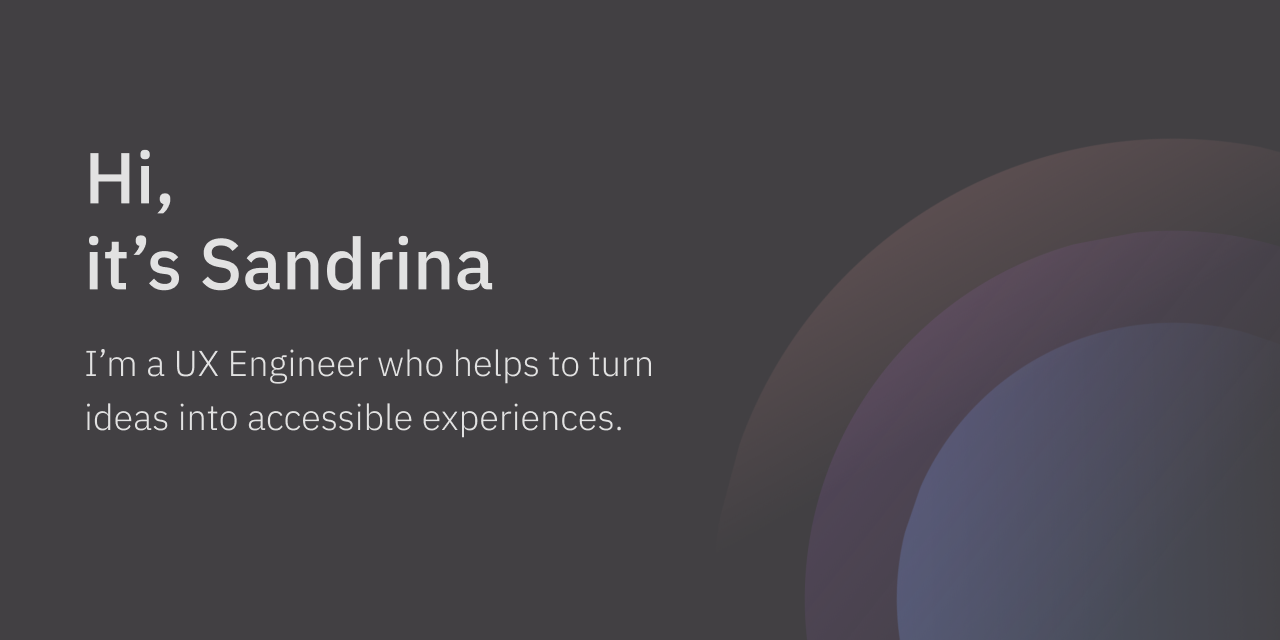 Hi,
it’s Sandrina
I’m a UX Engineer who helps to turn
ideas into accessible experiences.